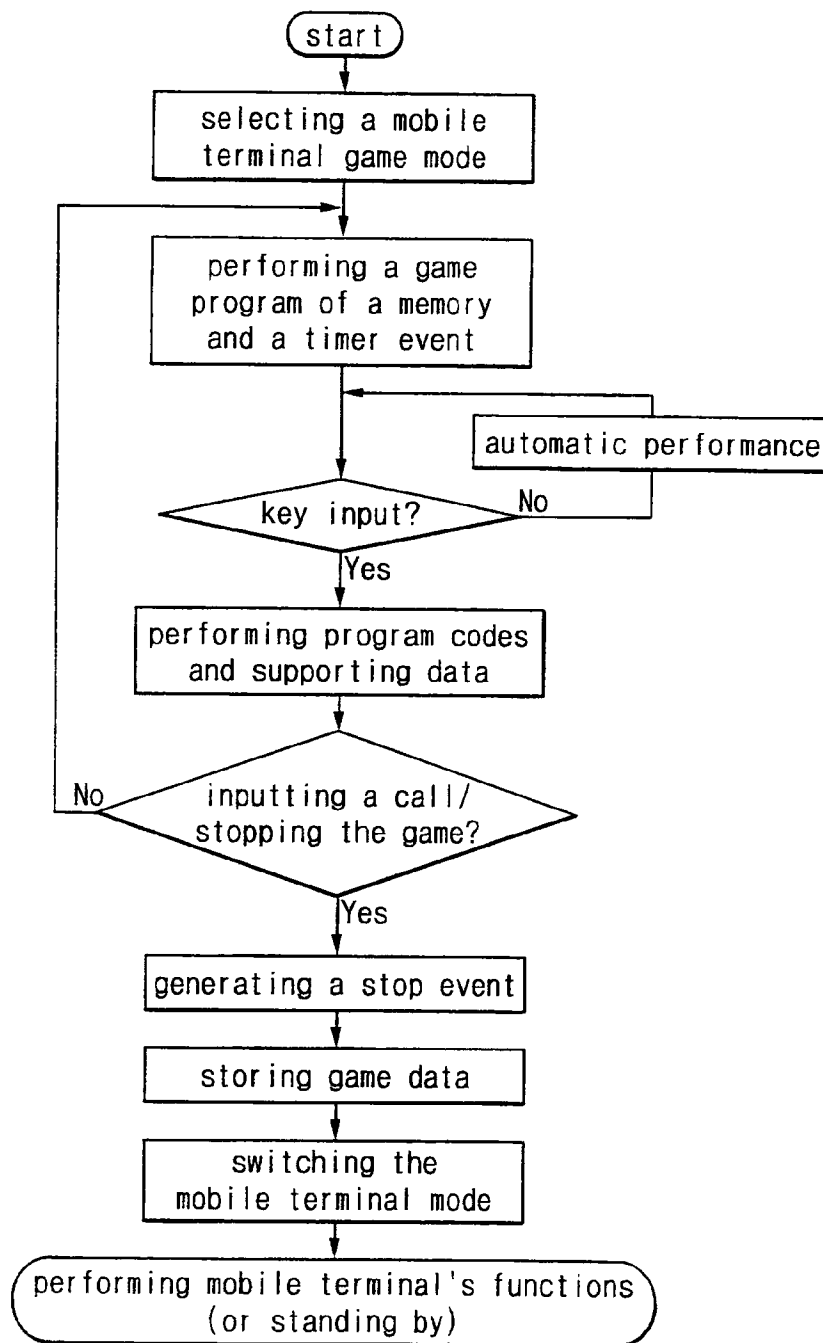 start
selecting a mobile
terminal game mode
performing a game
program of a memory
and a timer event
automatic performance
key input?
No
Yes
performing program codes
and supporting data
No
inputting a call/
stopping the game?
Yes
generating a stop event
storing game data
switching the
mobile terminal mode
performing mobile terminal's functions
(or standing by)